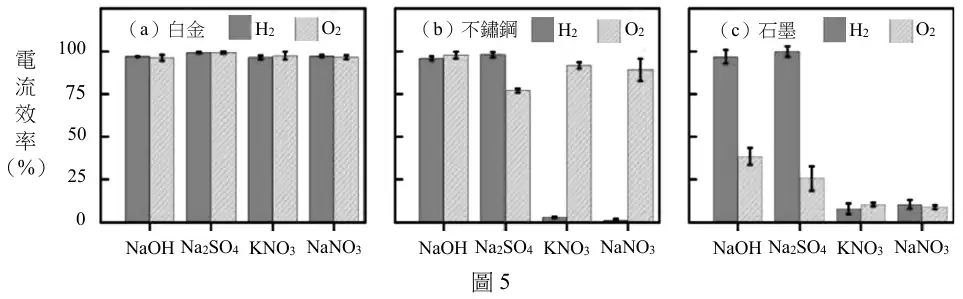 (a)白金 H₂ O₂
(b)不鏽鋼 H₂ O₂
(c)石墨 H₂ O₂
電流效率(%)
100
75
50
25
0
NaOH Na₂SO₄ KNO₃ NaNO₃
NaOH Na₂SO₄ KNO₃ NaNO₃
NaOH Na₂SO₄ KNO₃ NaNO₃
圖 5